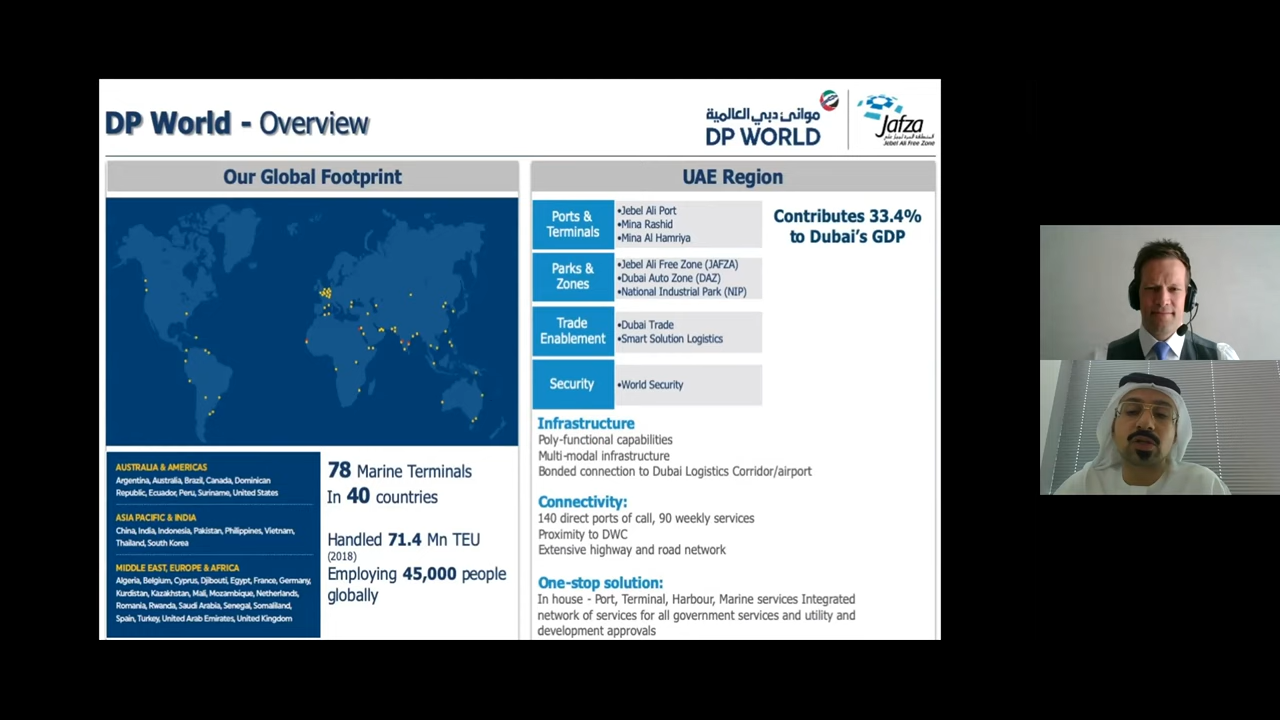 DP World - Overview
موانئ دبي العالمية
DP WORLD
Jafza
Jebel Ali Free Zone
Our Global Footprint
AUSTRALIA & AMERICAS
Argentina, Australia, Brazil, Canada, Dominican
Republic, Ecuador, Peru, Suriname, United States
ASIA PACIFIC & INDIA
China, India, Indonesia, Pakistan, Philippines, Vietnam,
Thailand, South Korea
MIDDLE EAST, EUROPE & AFRICA
Algeria, Belgium, Cyprus, Djibouti, Egypt, France, Germany,
Kurdistan, Kazakhstan, Mali, Mozambique, Netherlands,
Romania, Rwanda, Saudi Arabia, Senegal, Somaliland,
Spain, Turkey, United Arab Emirates, United Kingdom
78 Marine Terminals
In 40 countries
Handled 71.4 Mn TEU
(2018)
Employing 45,000 people
globally
UAE Region
Ports &
Terminals
•Jebel Ali Port
•Mina Rashid
•Mina Al Hamriya
Parks &
Zones
•Jebel Ali Free Zone (JAFZA)
•Dubai Auto Zone (DAZ)
•National Industrial Park (NIP)
Trade
Enablement
•Dubai Trade
•Smart Solution Logistics
Security
•World Security
Contributes 33.4%
to Dubai's GDP
Infrastructure
Poly-functional capabilities
Multi-modal infrastructure
Bonded connection to Dubai Logistics Corridor/airport
Connectivity:
140 direct ports of call, 90 weekly services
Proximity to DWC
Extensive highway and road network
One-stop solution:
In house - Port, Terminal, Harbour, Marine services Integrated
network of services for all government services and utility and
development approvals